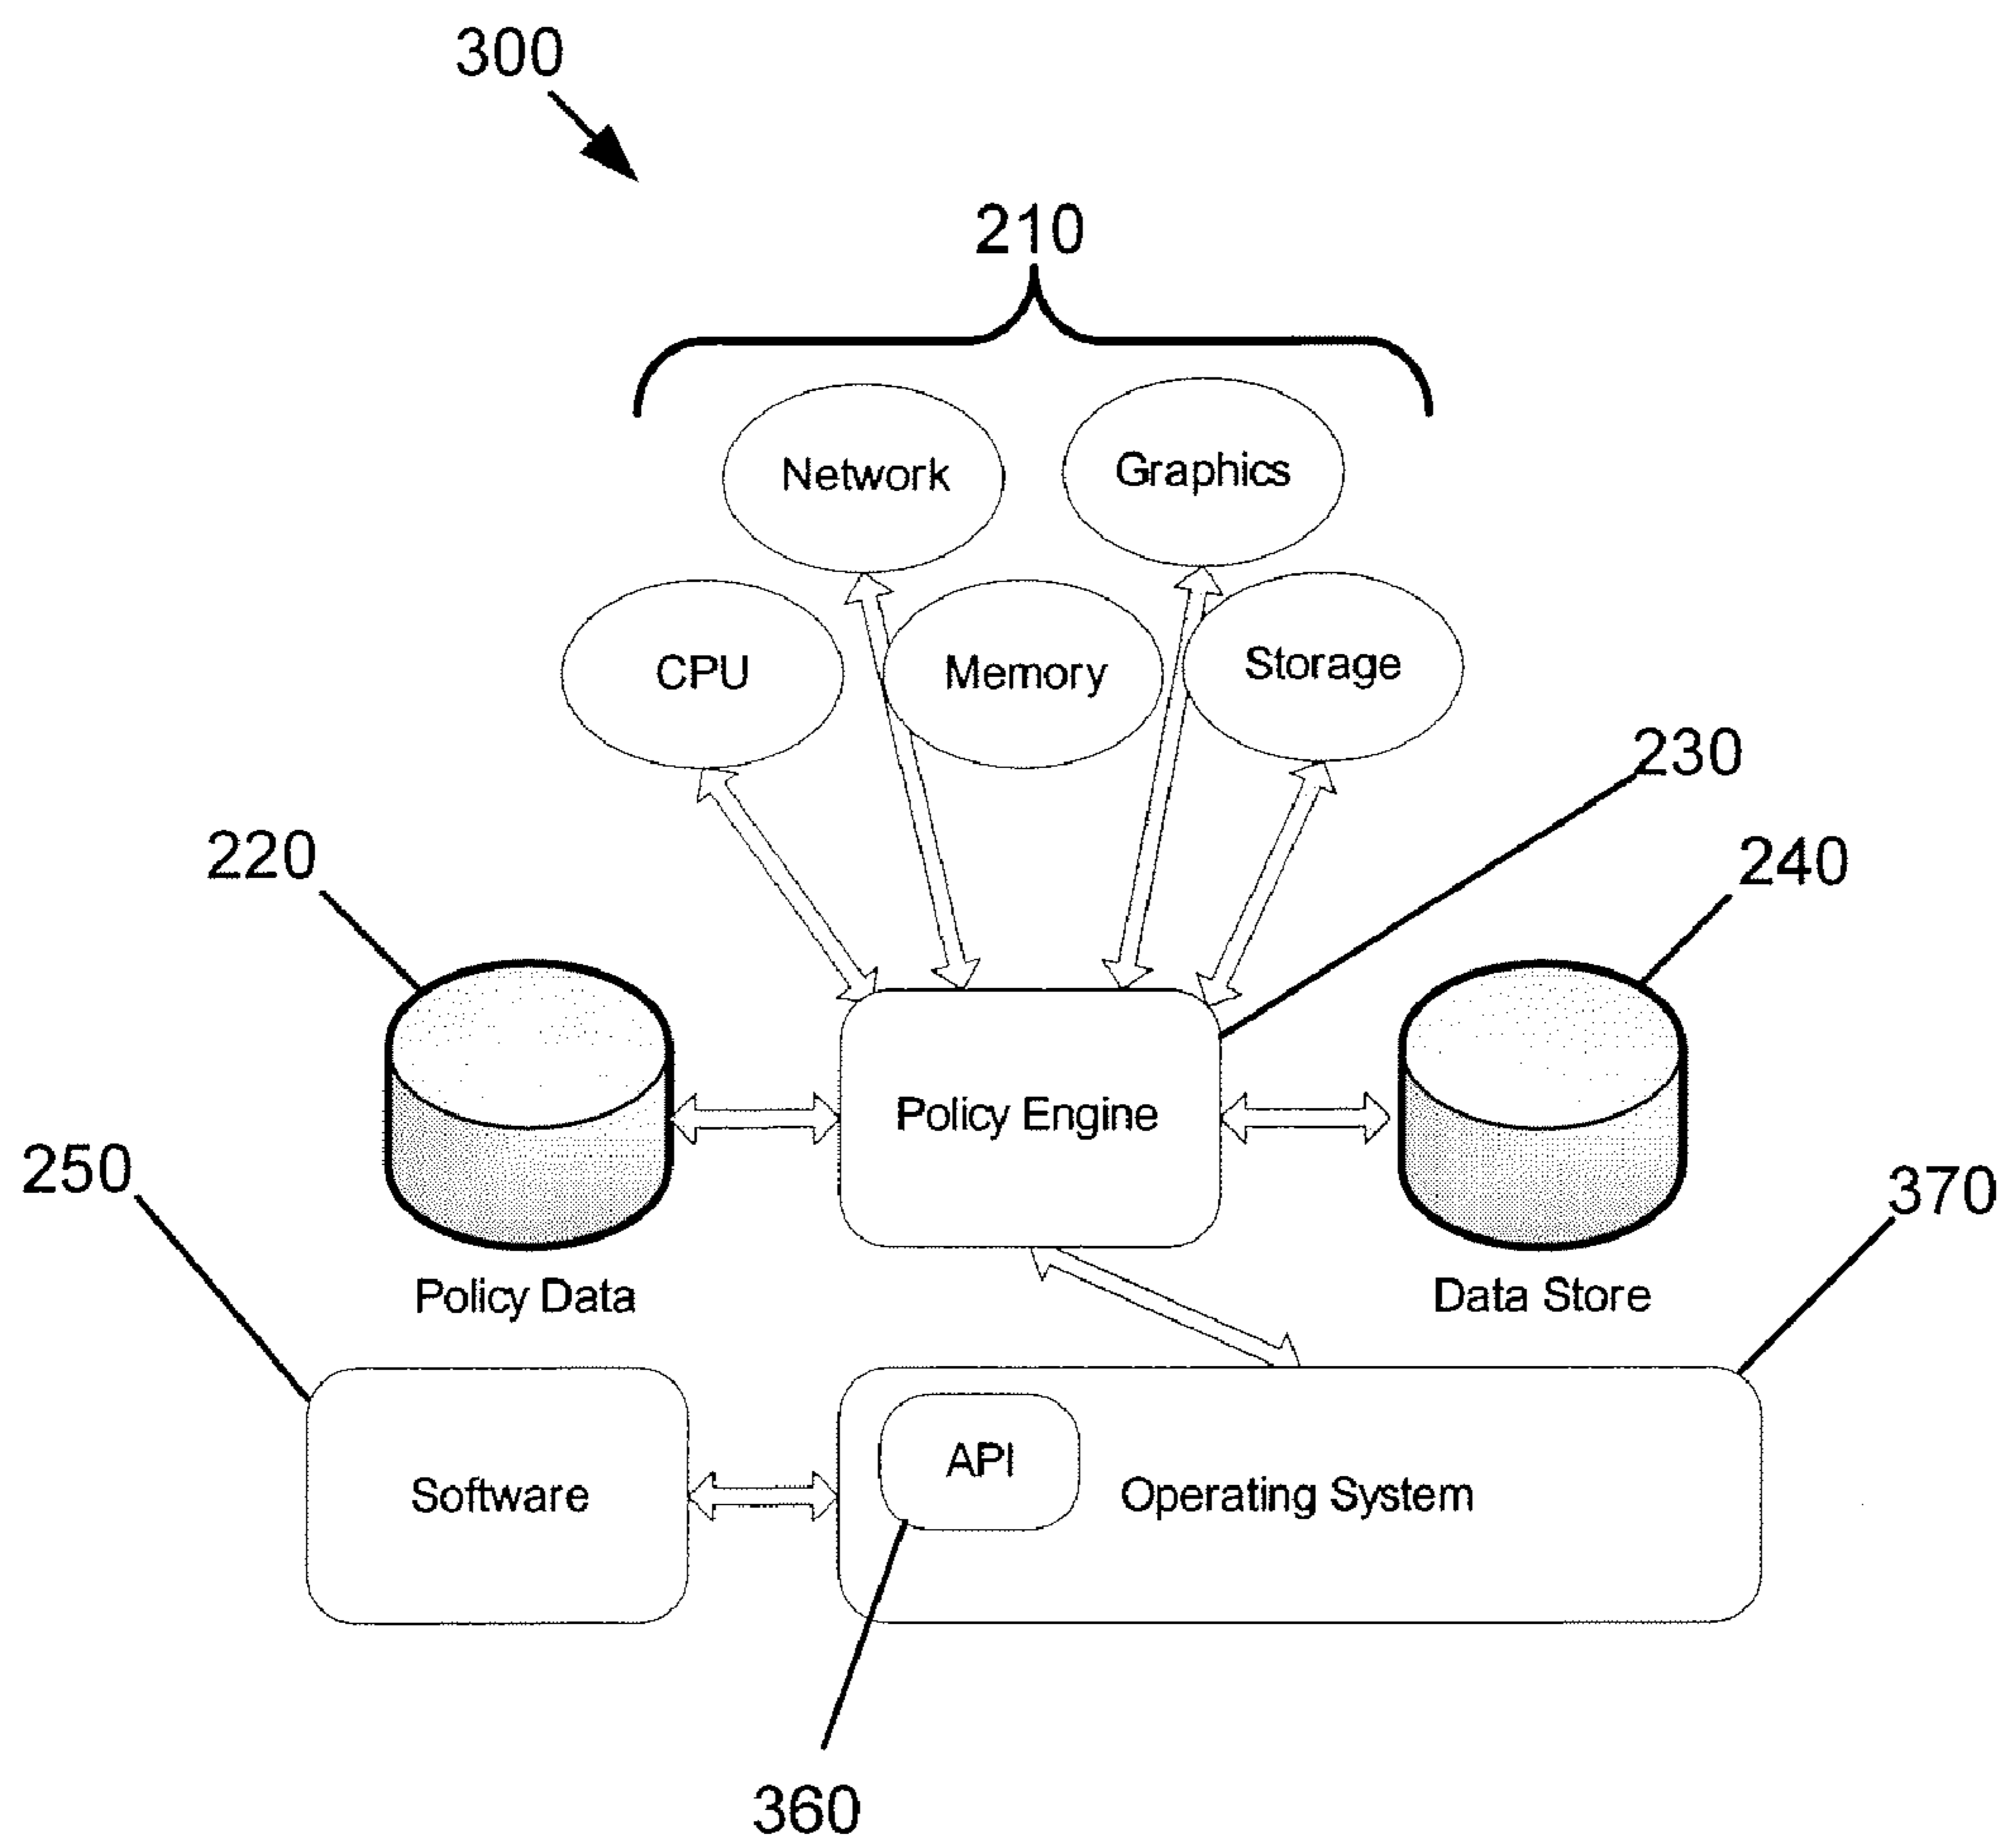 300
210
Network
Graphics
CPU
Memory
Storage
230
220
240
Policy Engine
250
370
Policy Data
Data Store
API
Software
Operating System
360